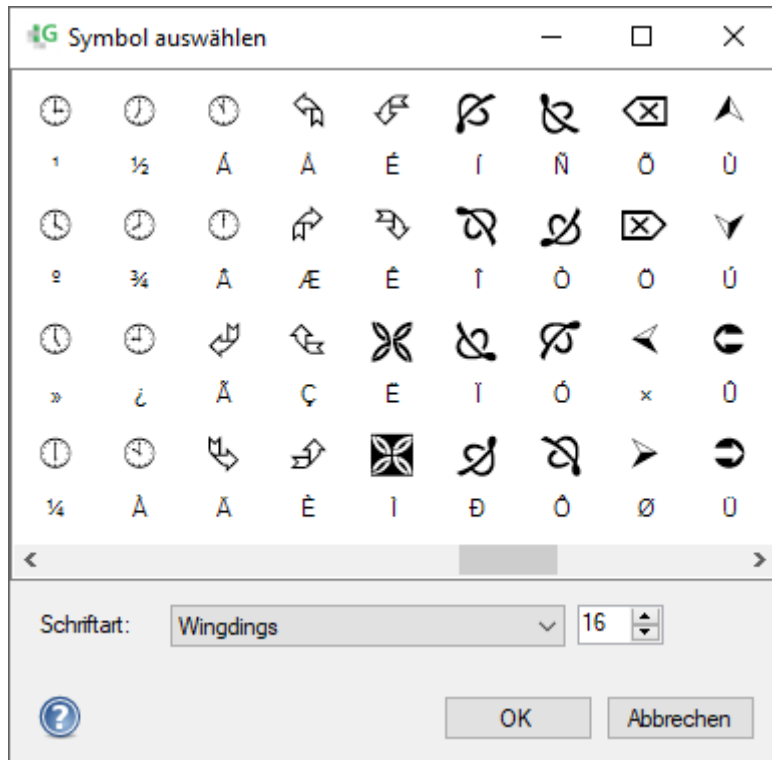 G Symbol auswählen
¹ ½ Á Å É Í Ñ Õ Ù
º ¾ Â Æ Ê Î Ò Ö Ú
» ¿ Ã Ç Ë Ï Ó × Û
¼ À Ä È Ì Ð Ô Ø Ü
Schriftart: Wingdings 16
? OK Abbrechen